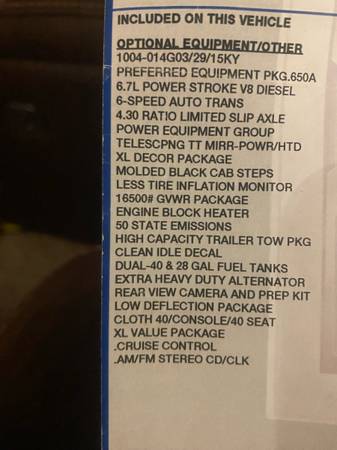 INCLUDED ON THIS VEHICLE
OPTIONAL EQUIPMENT/OTHER
1004-014G03/29/15KY
PREFERRED EQUIPMENT PKG.650A
6.7L POWER STROKE V8 DIESEL
6-SPEED AUTO TRANS
4.30 RATIO LIMITED SLIP AXLE
POWER EQUIPMENT GROUP
TELESCPNG TT MIRR-POWR/HTD
XL DECOR PACKAGE
MOLDED BLACK CAB STEPS
LESS TIRE INFLATION MONITOR
16500# GVWR PACKAGE
ENGINE BLOCK HEATER
50 STATE EMISSIONS
HIGH CAPACITY TRAILER TOW PKG
CLEAN IDLE DECAL
DUAL-40 & 28 GAL FUEL TANKS
EXTRA HEAVY DUTY ALTERNATOR
REAR VIEW CAMERA AND PREP KIT
LOW DEFLECTION PACKAGE
CLOTH 40/CONSOLE/40 SEAT
XL VALUE PACKAGE
.CRUISE CONTROL
.AM/FM STEREO CD/CLK